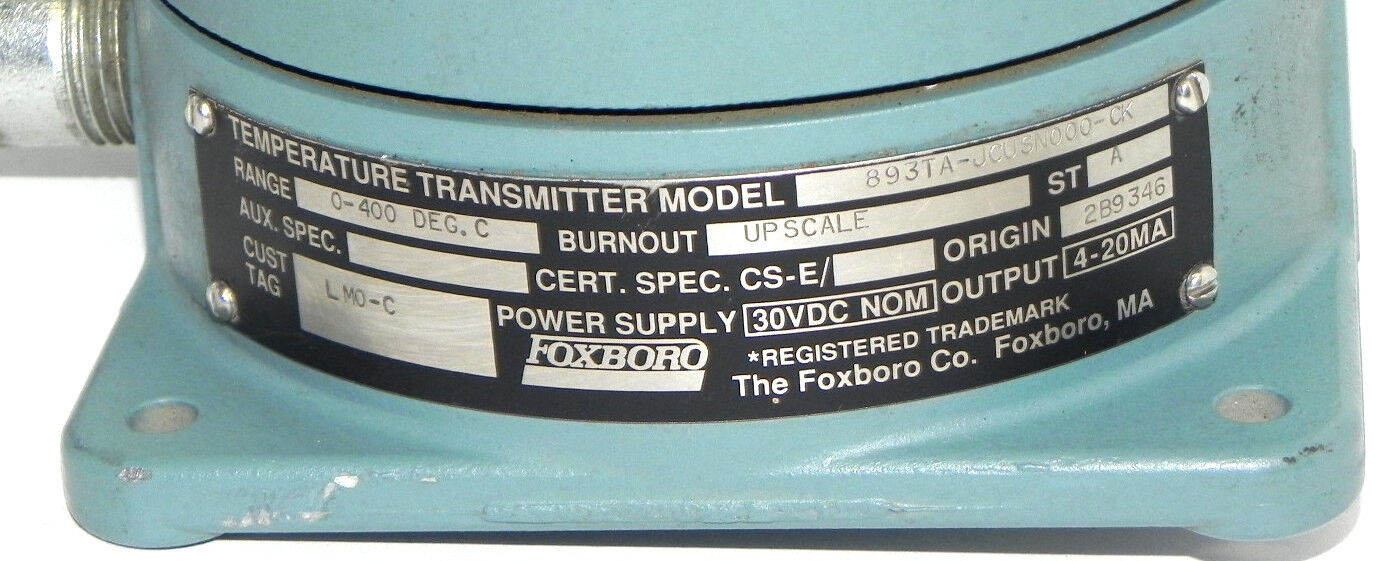 TEMPERATURE TRANSMITTER MODEL 893TA-JCUSN000-CK
RANGE 0-400 DEG.C BURNOUT UPSCALE ST A
AUX. SPEC. CERT. SPEC. CS-E/ ORIGIN 2B9346
CUST TAG LMO-C POWER SUPPLY 30VDC NOM OUTPUT 4-20MA
FOXBORO *REGISTERED TRADEMARK
The Foxboro Co. Foxboro, MA